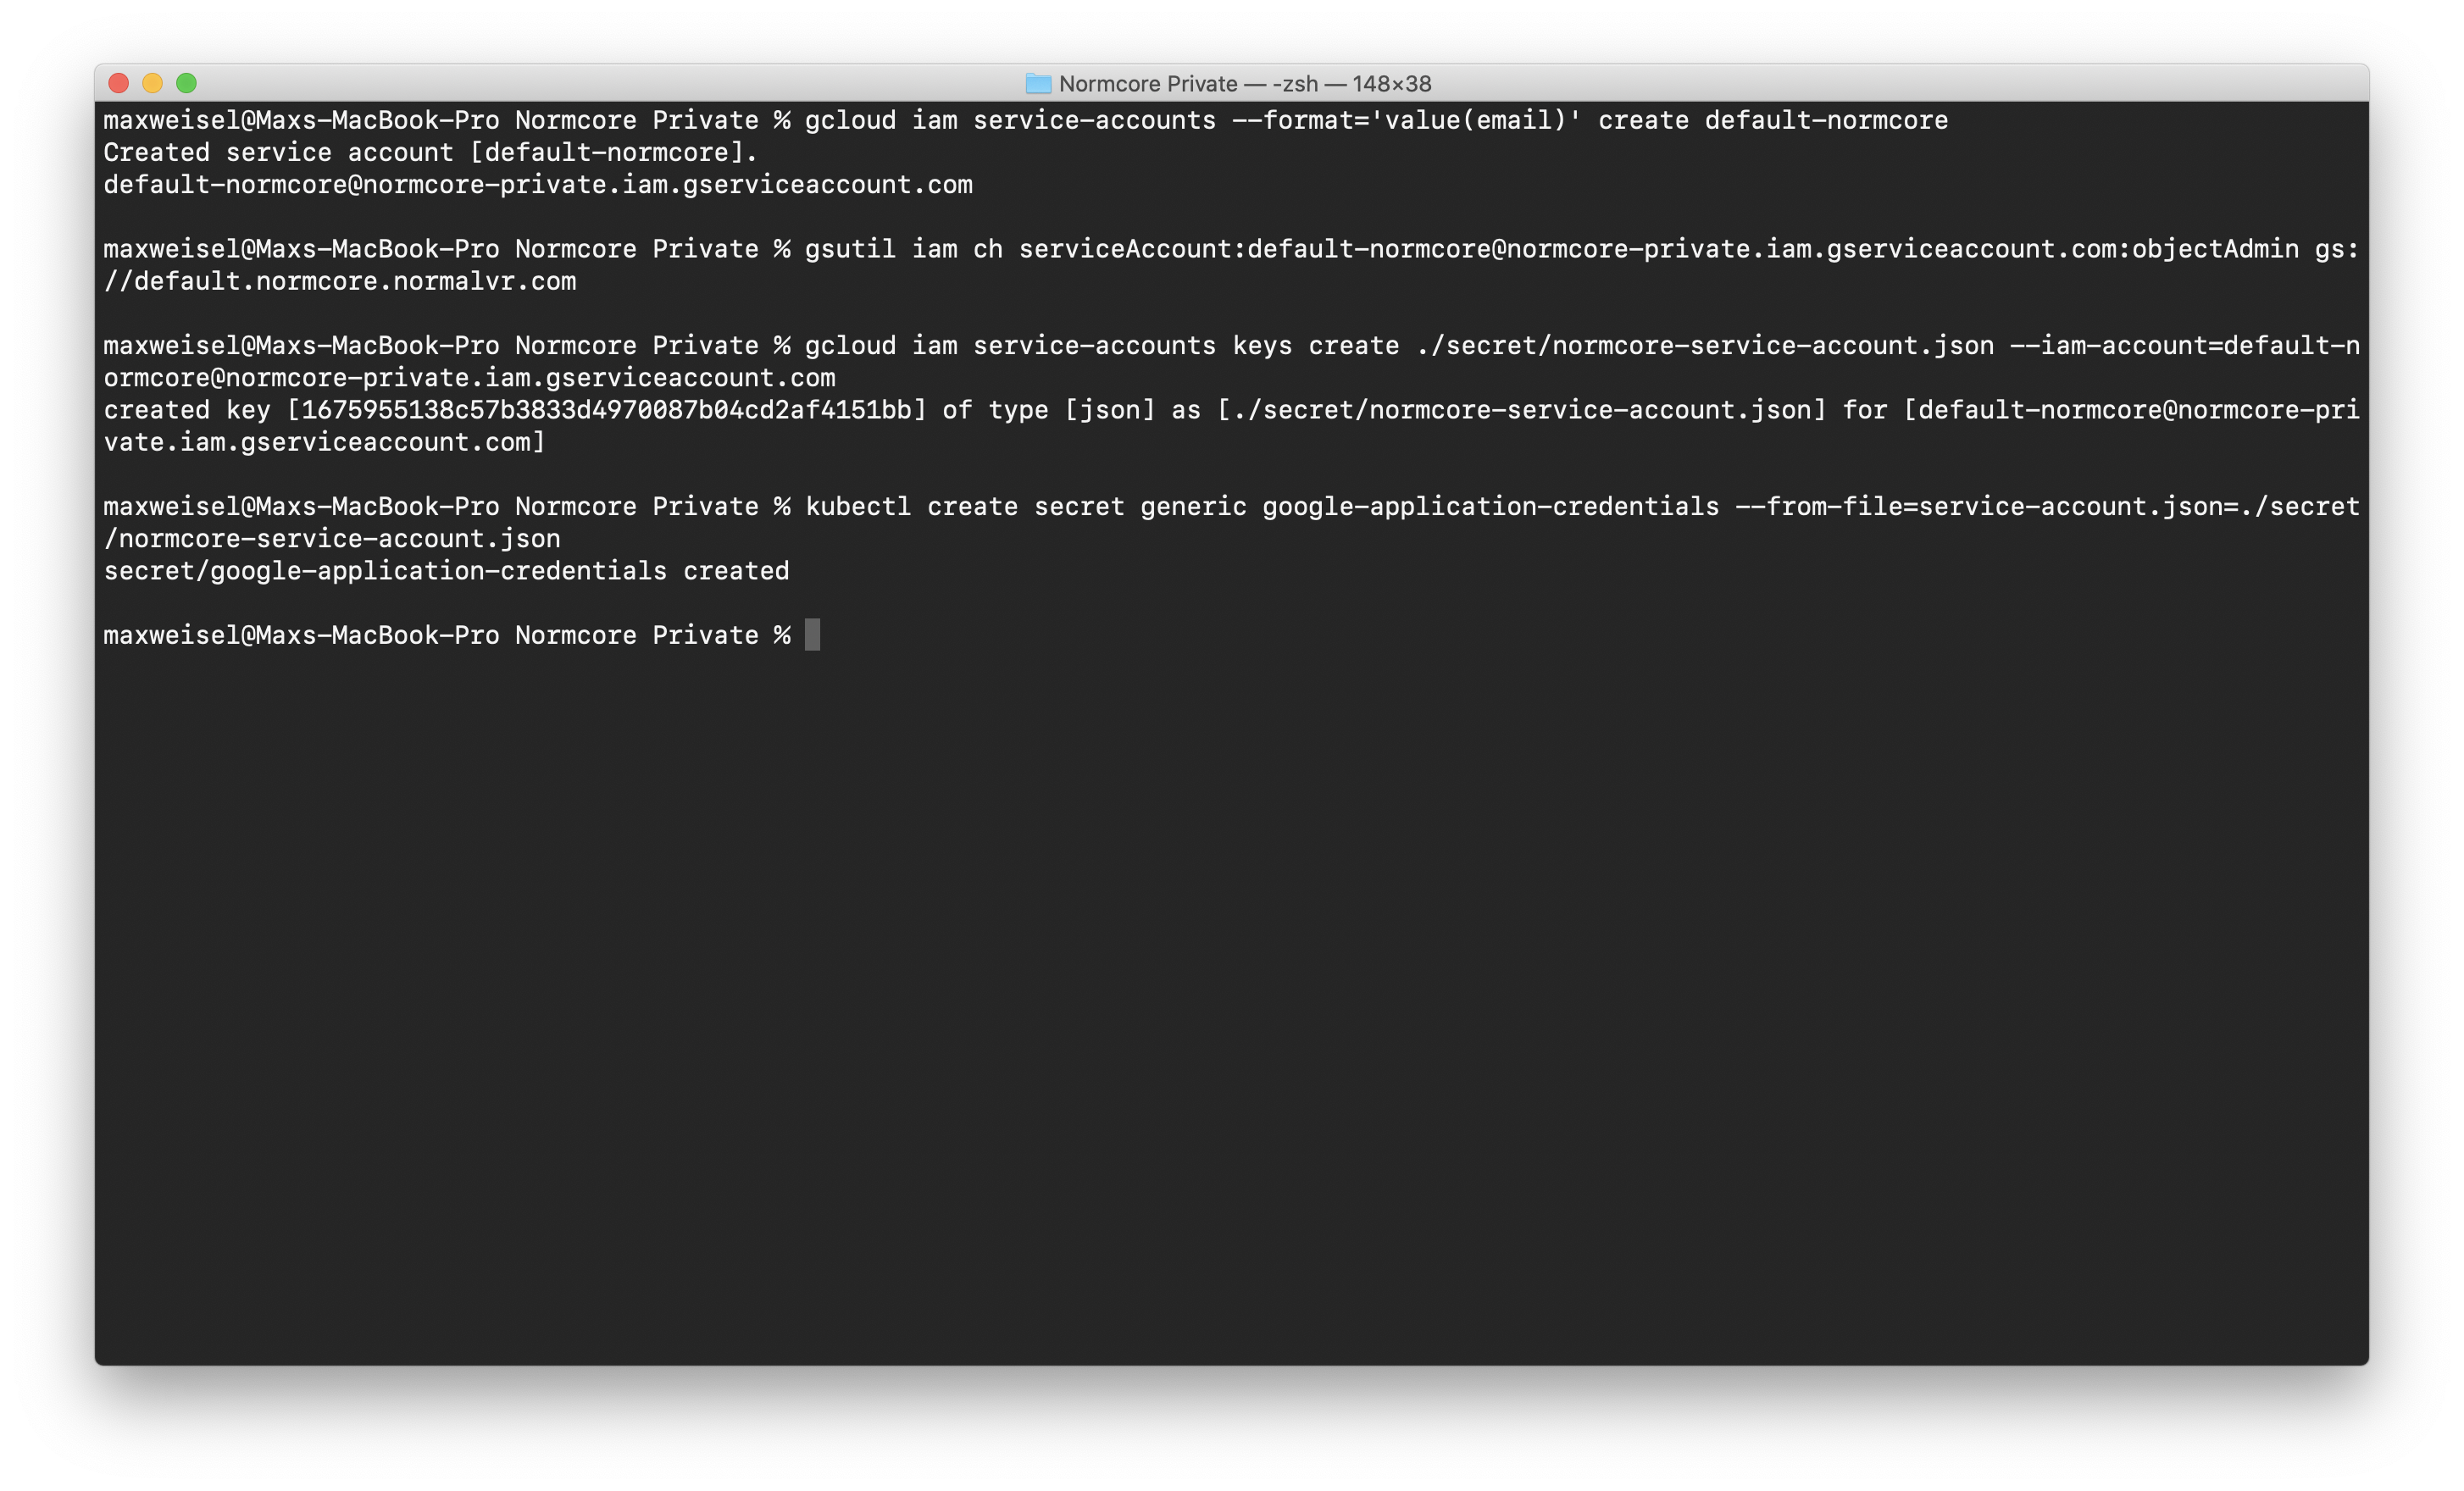 Normcore Private — -zsh — 148×38
maxweisel@Maxs-MacBook-Pro Normcore Private % gcloud iam service-accounts --format='value(email)' create default-normcore
Created service account [default-normcore].
default-normcore@normcore-private.iam.gserviceaccount.com
maxweisel@Maxs-MacBook-Pro Normcore Private % gsutil iam ch serviceAccount:default-normcore@normcore-private.iam.gserviceaccount.com:objectAdmin gs:
//default.normcore.normalvr.com
maxweisel@Maxs-MacBook-Pro Normcore Private % gcloud iam service-accounts keys create ./secret/normcore-service-account.json --iam-account=default-n
ormcore@normcore-private.iam.gserviceaccount.com
created key [1675955138c57b3833d4970087b04cd2af4151bb] of type [json] as [./secret/normcore-service-account.json] for [default-normcore@normcore-pri
vate.iam.gserviceaccount.com]
maxweisel@Maxs-MacBook-Pro Normcore Private % kubectl create secret generic google-application-credentials --from-file=service-account.json=./secret
/normcore-service-account.json
secret/google-application-credentials created
maxweisel@Maxs-MacBook-Pro Normcore Private %